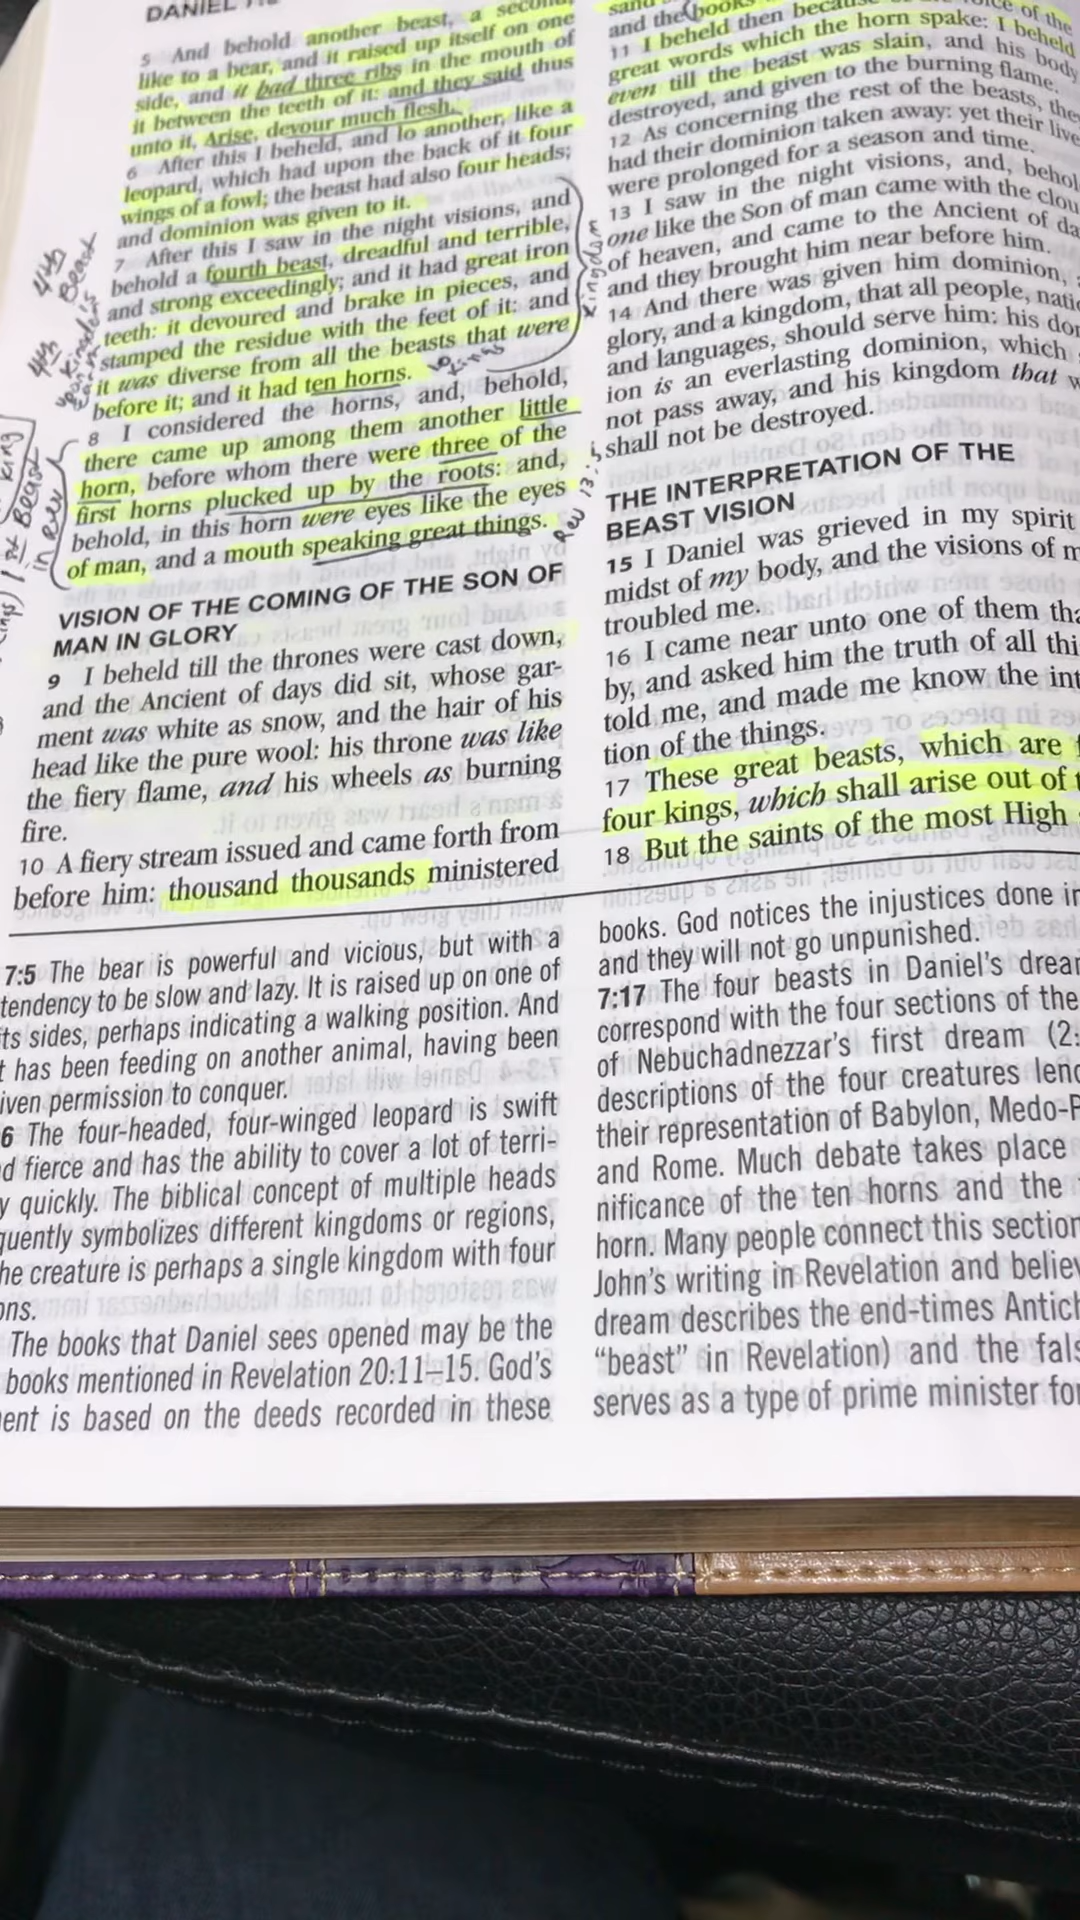 DANIEL
5 And behold another beast, a second,
like to a bear, and it raised up itself on one
side, and it had three ribs in the mouth of
it between the teeth of it: and they said thus
unto it, Arise, devour much flesh.
6 After this I beheld, and lo another, like a
leopard, which had upon the back of it four
wings of a fowl; the beast had also four heads;
and dominion was given to it.
7 After this I saw in the night visions, and
behold a fourth beast, dreadful and terrible,
and strong exceedingly; and it had great iron
teeth: it devoured and brake in pieces, and
stamped the residue with the feet of it: and
it was diverse from all the beasts that were
before it; and it had ten horns.
8 I considered the horns, and, behold,
there came up among them another little
horn, before whom there were three of the
first horns plucked up by the roots: and,
behold, in this horn were eyes like the eyes
of man, and a mouth speaking great things.
4th Beast
4th Kingdom
10 Kings
Kingdom
King
1st Beast
in Rev
Rev 13:5
VISION OF THE COMING OF THE SON OF
MAN IN GLORY
9 I beheld till the thrones were cast down,
and the Ancient of days did sit, whose gar-
ment was white as snow, and the hair of his
head like the pure wool: his throne was like
the fiery flame, and his wheels as burning
fire.
10 A fiery stream issued and came forth from
before him: thousand thousands ministered
and the books
11 I beheld then because of the
great words which the horn spake: I beheld
even till the beast was slain, and his body
destroyed, and given to the burning flame.
12 As concerning the rest of the beasts, they
had their dominion taken away: yet their live
were prolonged for a season and time.
13 I saw in the night visions, and, behol
one like the Son of man came with the clou
of heaven, and came to the Ancient of da
and they brought him near before him.
14 And there was given him dominion,
glory, and a kingdom, that all people, natio
and languages, should serve him: his dom
ion is an everlasting dominion, which
not pass away, and his kingdom that w
shall not be destroyed.
THE INTERPRETATION OF THE
BEAST VISION
15 I Daniel was grieved in my spirit
midst of my body, and the visions of m
troubled me.
16 I came near unto one of them tha
by, and asked him the truth of all thi
told me, and made me know the int
tion of the things.
17 These great beasts, which are f
four kings, which shall arise out of t
18 But the saints of the most High
7:5 The bear is powerful and vicious, but with a
tendency to be slow and lazy. It is raised up on one of
its sides, perhaps indicating a walking position. And
t has been feeding on another animal, having been
iven permission to conquer.
6 The four-headed, four-winged leopard is swift
d fierce and has the ability to cover a lot of terri-
y quickly. The biblical concept of multiple heads
quently symbolizes different kingdoms or regions,
he creature is perhaps a single kingdom with four
ons.
The books that Daniel sees opened may be the
books mentioned in Revelation 20:11–15. God's
ent is based on the deeds recorded in these
books. God notices the injustices done in
and they will not go unpunished.
7:17 The four beasts in Daniel's drear
correspond with the four sections of the
of Nebuchadnezzar's first dream (2:
descriptions of the four creatures lend
their representation of Babylon, Medo-P
and Rome. Much debate takes place
nificance of the ten horns and the
horn. Many people connect this section
John's writing in Revelation and believ
dream describes the end-times Antich
"beast" in Revelation) and the fals
serves as a type of prime minister for